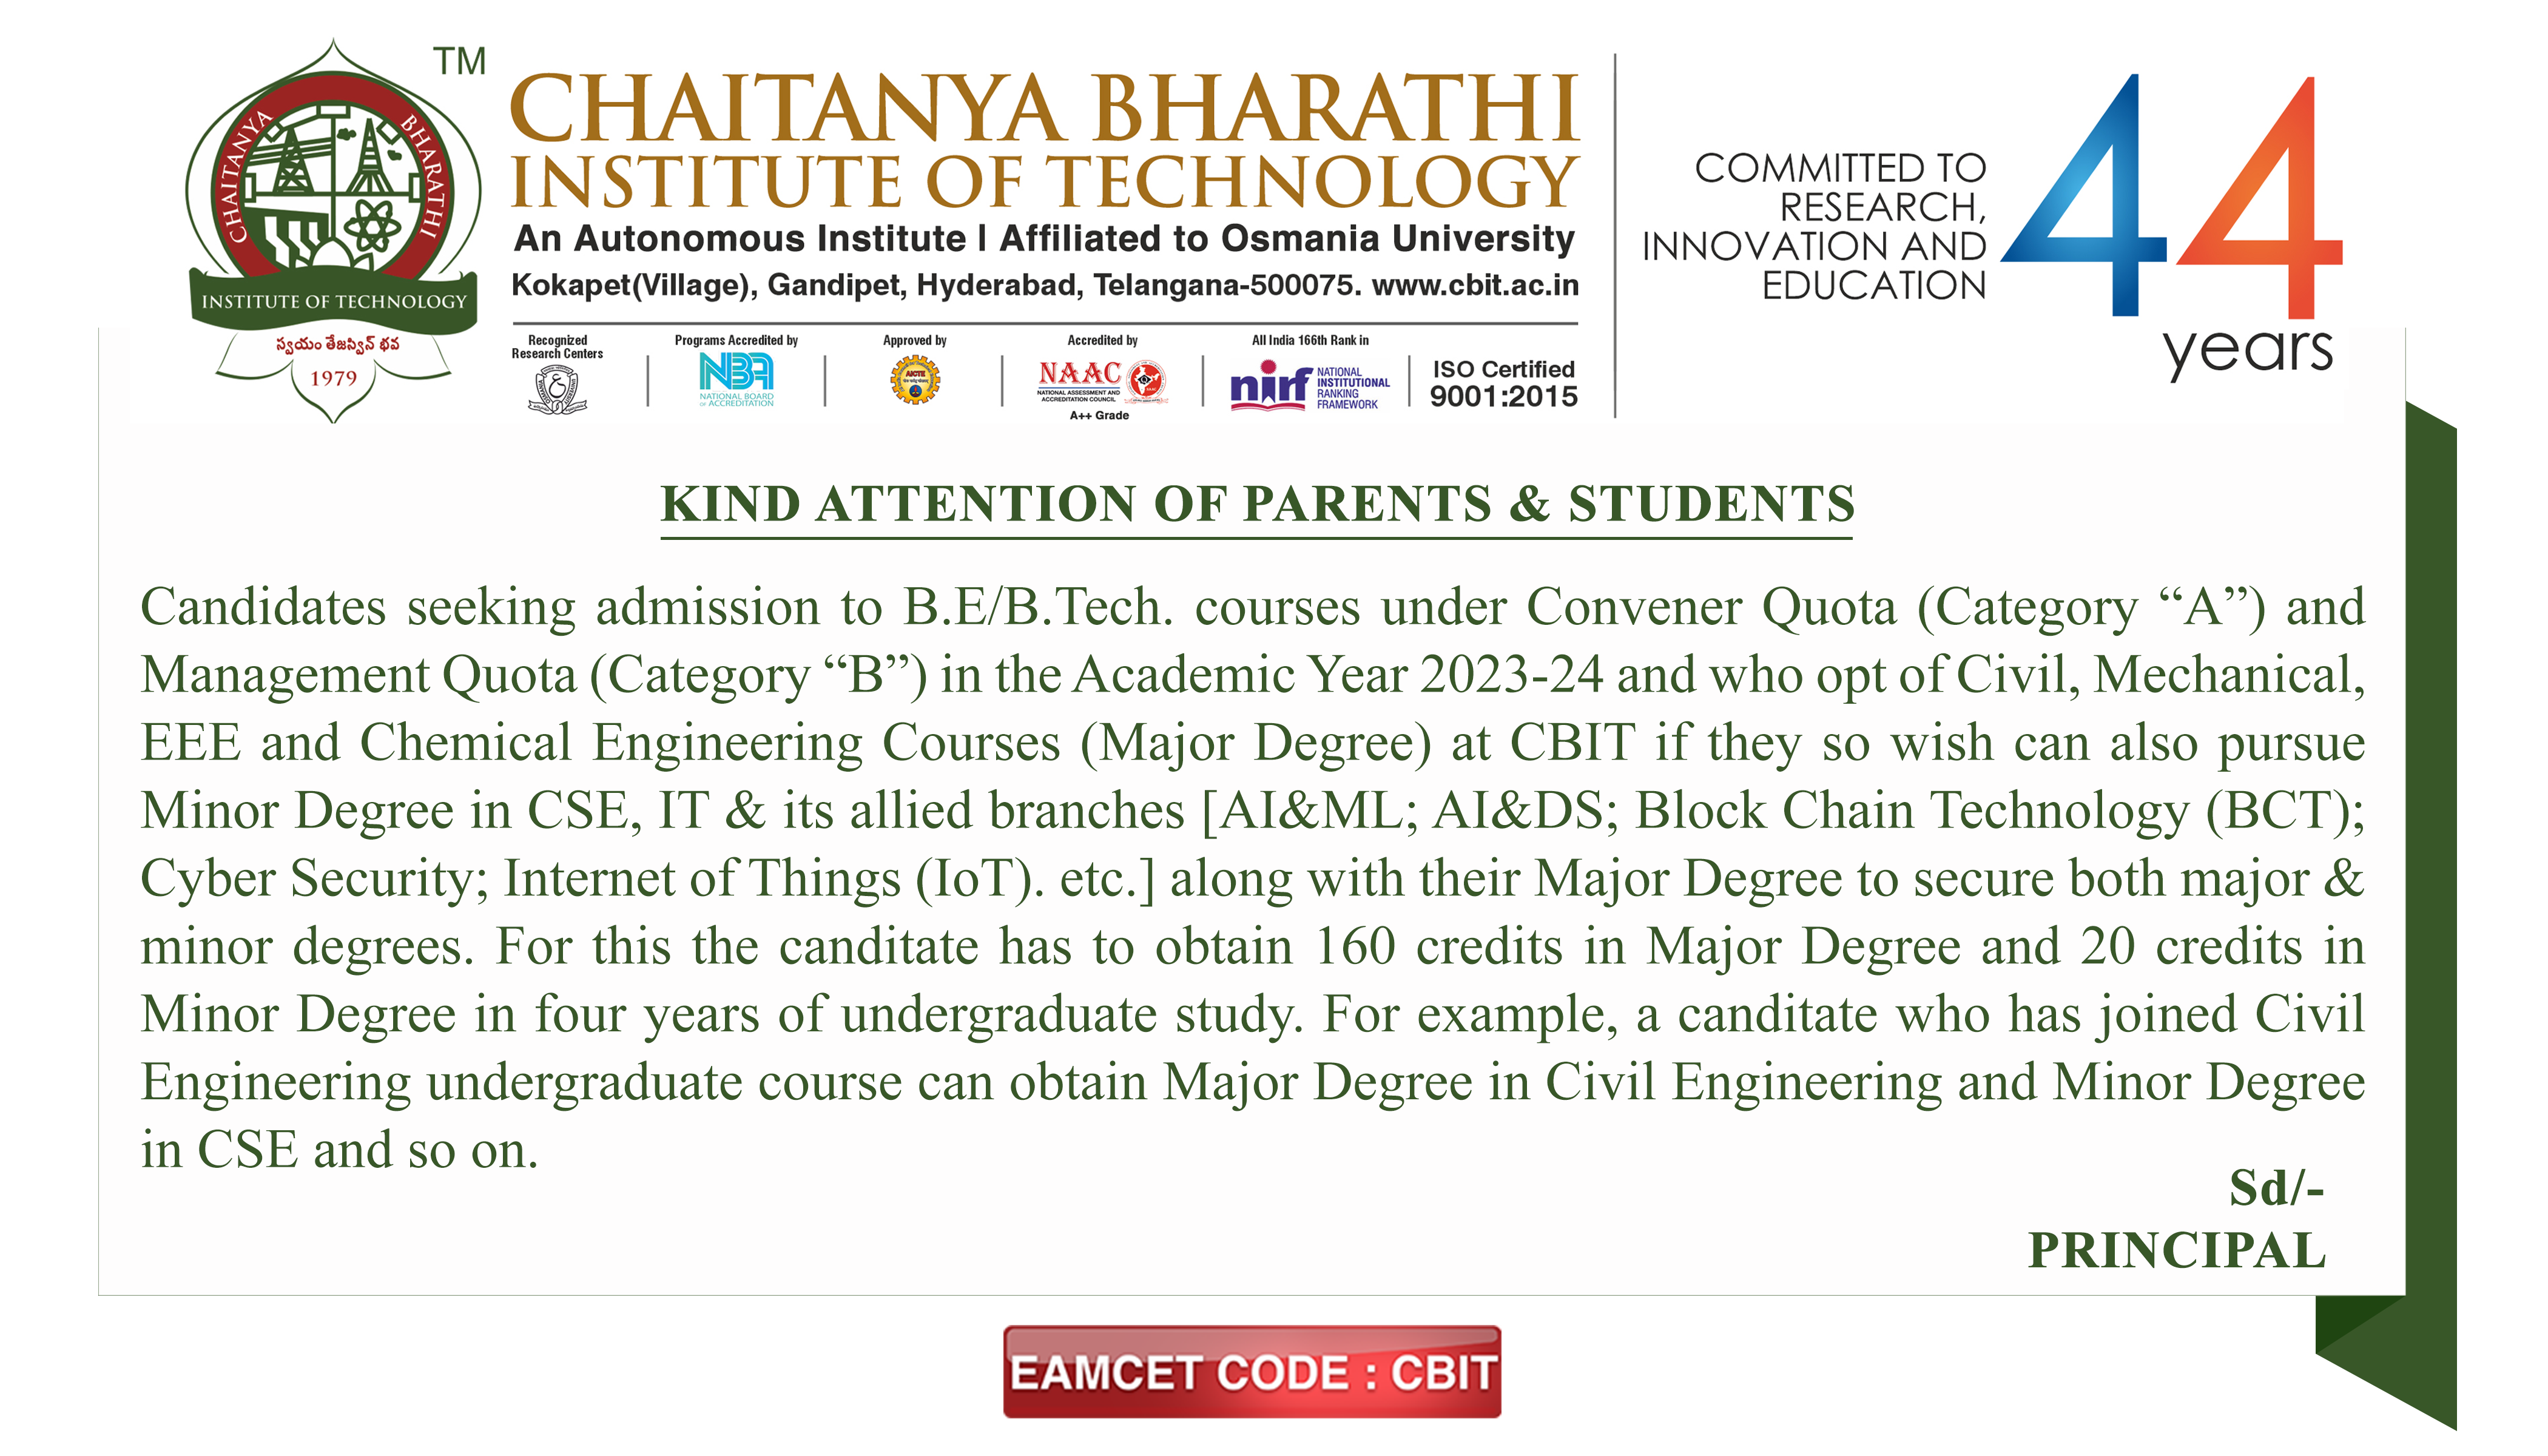 TM
CHAITANYA BHARATHI
INSTITUTE OF TECHNOLOGY
స్వయం తేజస్విన్ భవ
1979
CHAITANYA BHARATHI
INSTITUTE OF TECHNOLOGY
An Autonomous Institute | Affiliated to Osmania University
Kokapet(Village), Gandipet, Hyderabad, Telangana-500075. www.cbit.ac.in
Recognized
Research Centers
Programs Accredited by
NBA
NATIONAL BOARD
OF ACCREDITATION
Approved by
AICTE
Accredited by
NAAC
NATIONAL ASSESSMENT AND
ACCREDITATION COUNCIL
A++ Grade
All India 166th Rank in
nirf
NATIONAL
INSTITUTIONAL
RANKING
FRAMEWORK
ISO Certified
9001:2015
COMMITTED TO
RESEARCH,
INNOVATION AND
EDUCATION
44
years
KIND ATTENTION OF PARENTS & STUDENTS
Candidates seeking admission to B.E/B.Tech. courses under Convener Quota (Category “A”) and
Management Quota (Category “B”) in the Academic Year 2023-24 and who opt of Civil, Mechanical,
EEE and Chemical Engineering Courses (Major Degree) at CBIT if they so wish can also pursue
Minor Degree in CSE, IT & its allied branches [AI&ML; AI&DS; Block Chain Technology (BCT);
Cyber Security; Internet of Things (IoT). etc.] along with their Major Degree to secure both major &
minor degrees. For this the canditate has to obtain 160 credits in Major Degree and 20 credits in
Minor Degree in four years of undergraduate study. For example, a canditate who has joined Civil
Engineering undergraduate course can obtain Major Degree in Civil Engineering and Minor Degree
in CSE and so on.
Sd/-
PRINCIPAL
EAMCET CODE : CBIT